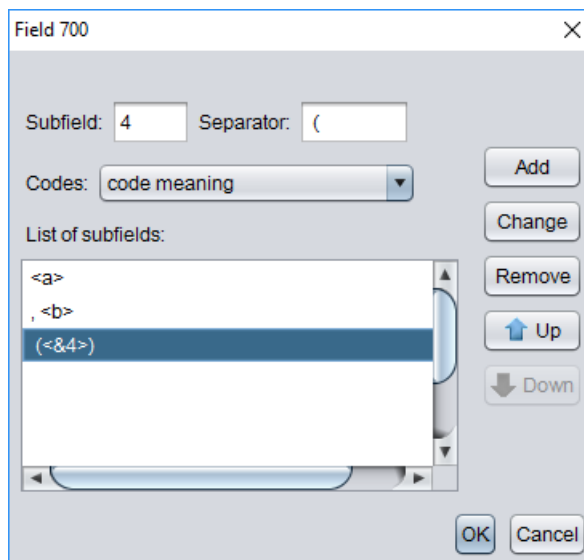 Field 700
Subfield: 4 Separator: (
Codes: code meaning
List of subfields:
<a>
, <b>
(<&4>)
Add
Change
Remove
Up
Down
OK Cancel